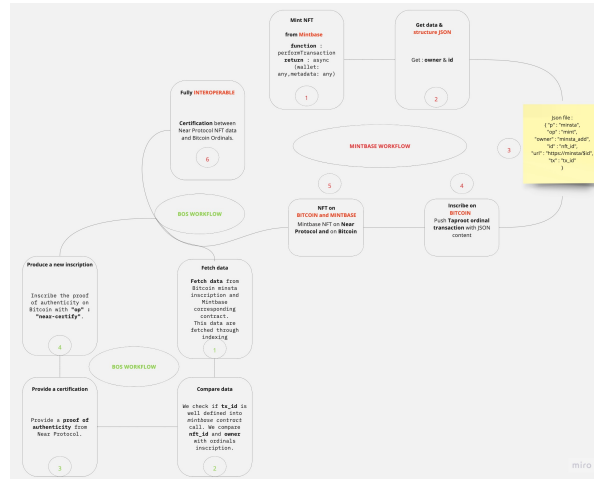 Mint NFT
from Mintbase
function :
performTransaction
return : async
(wallet:
any,metadata: any)
1
Get data &
structure JSON
Get : owner & id
2
Json file :
{ "p" : "minsta",
"op" : "mint",
"owner" : "minsta_add",
"id" : "nft_id",
"url" : "https://minsta/$id",
"tx" : "tx_id"
}
3
MINTBASE WORKFLOW
Fully INTEROPERABLE
Certification between
Near Protocol NFT data
and Bitcoin Ordinals.
6
5
4
NFT on
BITCOIN and MINTBASE
Mintbase NFT on Near
Protocol and on Bitcoin
Inscribe on
BITCOIN
Push Taproot ordinal
transaction with JSON
content
BOS WORKFLOW
Produce a new inscription
Inscribe the proof
of authenticity on
Bitcoin with "op" :
"near-certify".
4
Fetch data
Fetch data from
Bitcoin minsta
inscription and
Mintbase
corresponding
contract.
This data are
fetched through
indexing
1
BOS WORKFLOW
Provide a certification
Provide a proof of
authenticity from
Near Protocol.
3
Compare data
We check if tx_id is
well defined into
mintbase contract
call. We compare
nft_id and owner
with ordinals
inscription.
2
miro